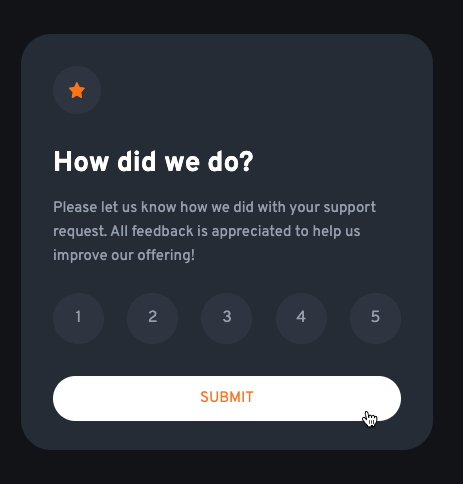 How did we do?
Please let us know how we did with your support
request. All feedback is appreciated to help us
improve our offering!
1 2 3 4 5
SUBMIT